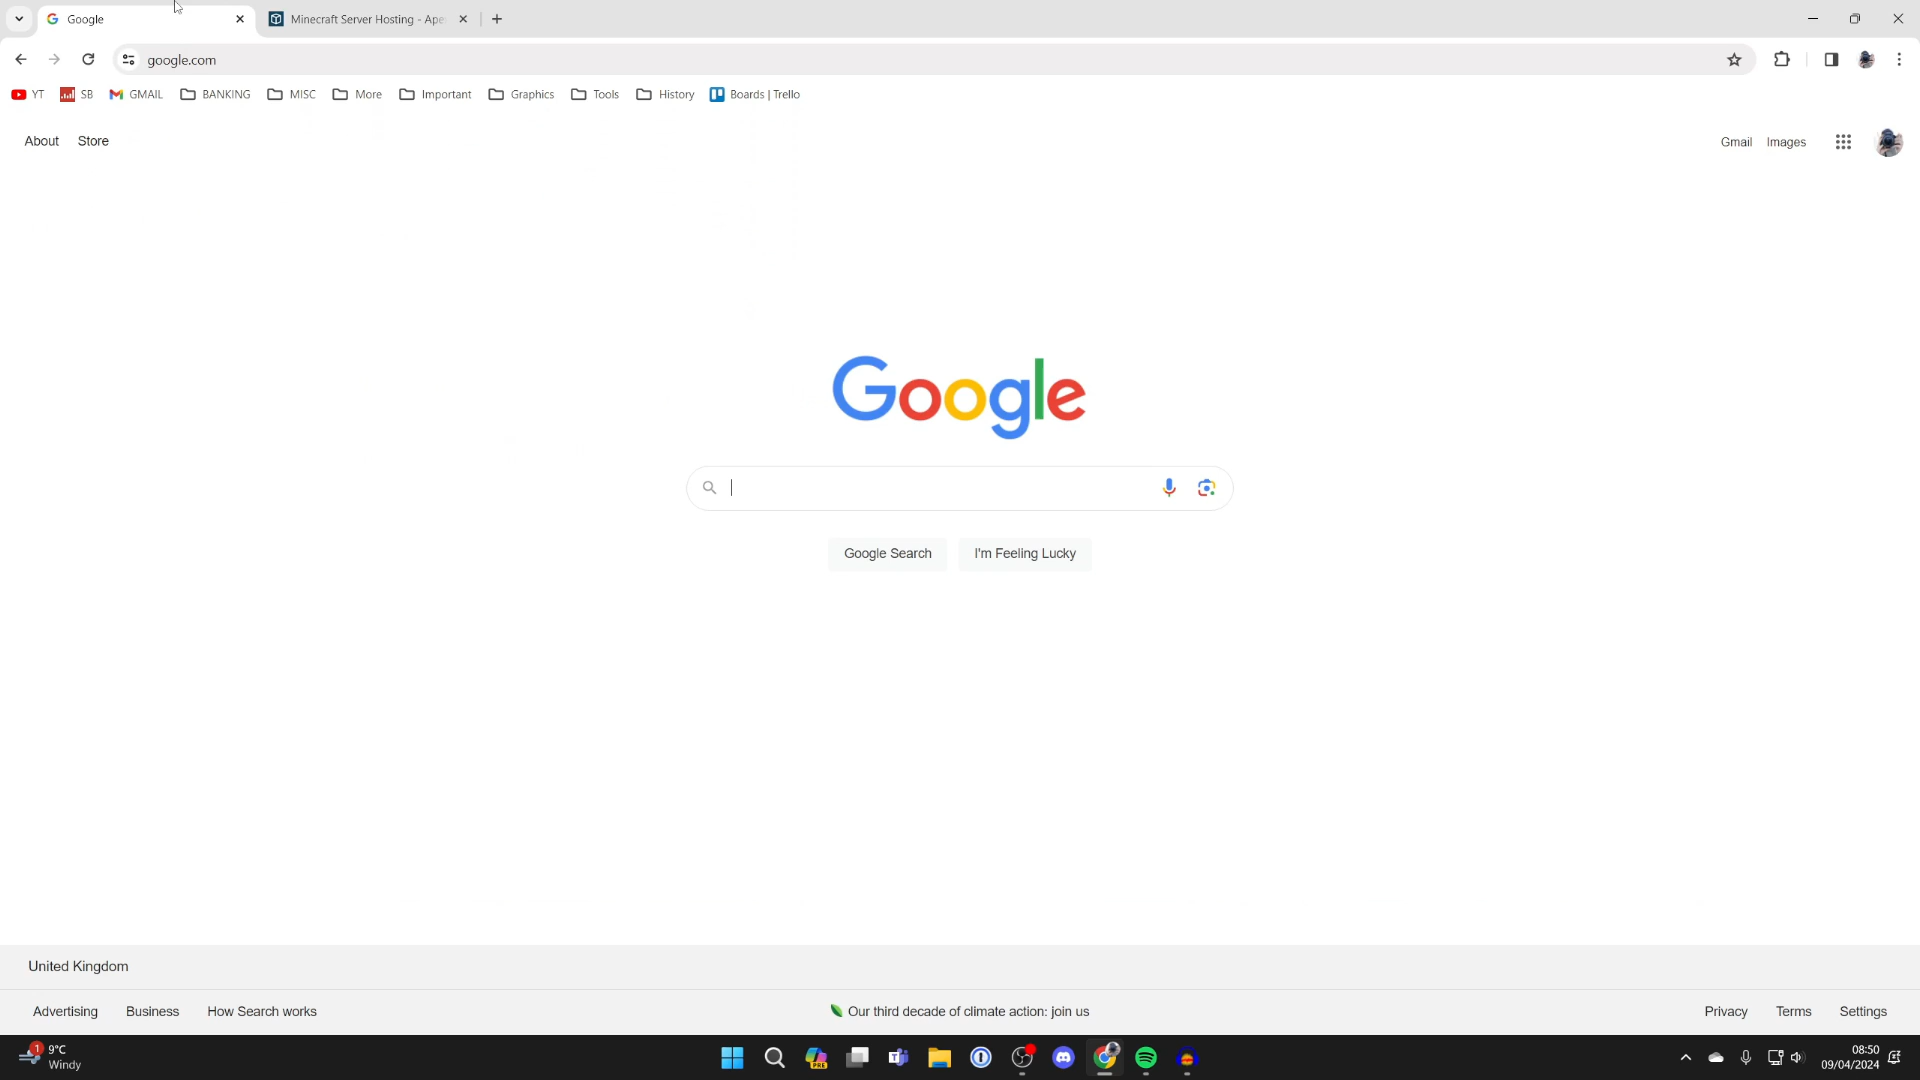 Google
Minecraft Server Hosting - Ape
google.com
YT SB GMAIL BANKING MISC More Important Graphics Tools History Boards | Trello
About Store Gmail Images
Google
Google Search I'm Feeling Lucky
United Kingdom
Advertising Business How Search works Our third decade of climate action: join us Privacy Terms Settings
1 9°C
Windy
PRE
08:50
09/04/2024